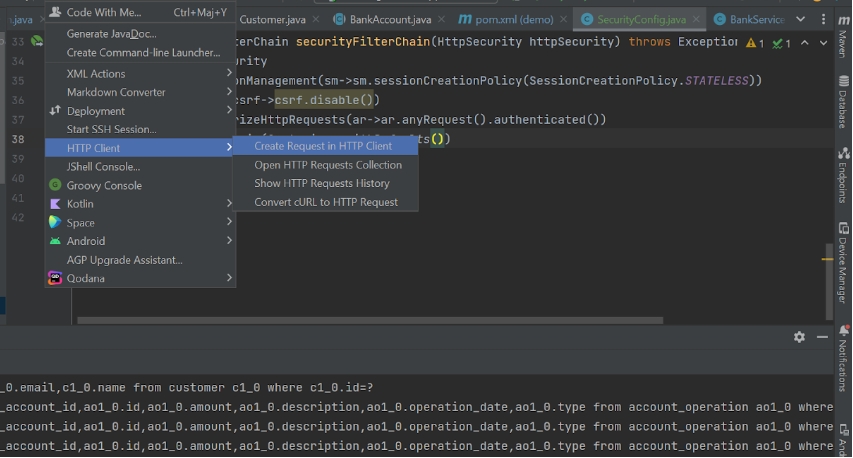 Code With Me... Ctrl+Maj+Y
Generate JavaDoc...
Create Command-line Launcher...
XML Actions
Markdown Converter
Deployment
Start SSH Session...
HTTP Client
JShell Console...
Groovy Console
Kotlin
Space
Android
AGP Upgrade Assistant...
Qodana
Create Request in HTTP Client
Open HTTP Requests Collection
Show HTTP Requests History
Convert cURL to HTTP Request
i.java Customer.java BankAccount.java pom.xml (demo) SecurityConfig.java BankService
33 terChain securityFilterChain(HttpSecurity httpSecurity) throws Exception 1 1
34 urity
35 onManagement(sm->sm.sessionCreationPolicy(SessionCreationPolicy.STATELESS))
36 csrf->csrf.disable())
37 rizeHttpRequests(ar->ar.anyRequest().authenticated())
38 ts())
39
40
41
42
Maven
Database
Endpoints
Device Manager
Notifications
_0.email,c1_0.name from customer c1_0 where c1_0.id=?
_account_id,ao1_0.id,ao1_0.amount,ao1_0.description,ao1_0.operation_date,ao1_0.type from account_operation ao1_0 where
_account_id,ao1_0.id,ao1_0.amount,ao1_0.description,ao1_0.operation_date,ao1_0.type from account_operation ao1_0 where
_account_id,ao1_0.id,ao1_0.amount,ao1_0.description,ao1_0.operation_date,ao1_0.type from account_operation ao1_0 where